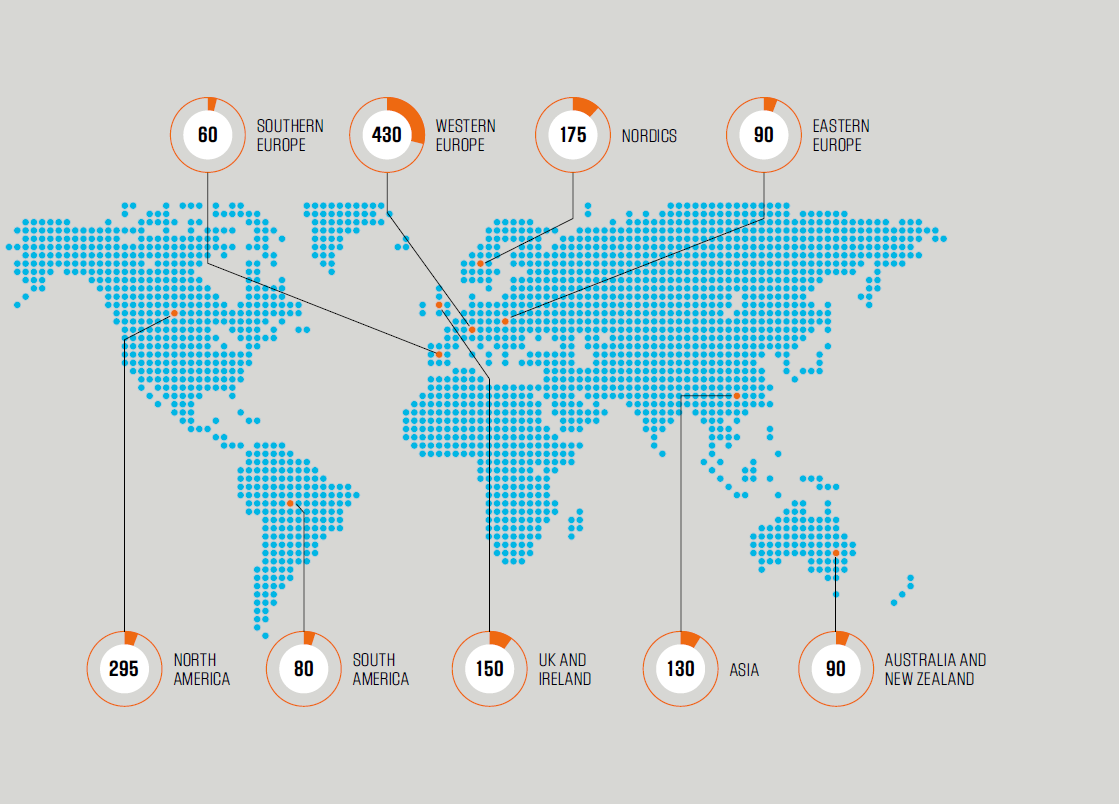 60
SOUTHERN
EUROPE
430
WESTERN
EUROPE
175
NORDICS
90
EASTERN
EUROPE
295
NORTH
AMERICA
80
SOUTH
AMERICA
150
UK AND
IRELAND
130
ASIA
90
AUSTRALIA AND
NEW ZEALAND